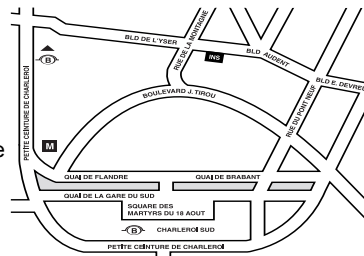 BLD DE L'YSER
RUE DE LA MONTAGNE
INS
BLD AUDENT
BLD E. DEVREU
B
PETITE CEINTURE DE CHARLEROI
BOULEVARD J. TIROU
RUE DU PONT NEUF
M
e
QUAI DE FLANDRE
QUAI DE BRABANT
QUAI DE LA GARE DU SUD
SQUARE DES
MARTYRS DU 18 AOUT
B CHARLEROI SUD
PETITE CEINTURE DE CHARLEROI